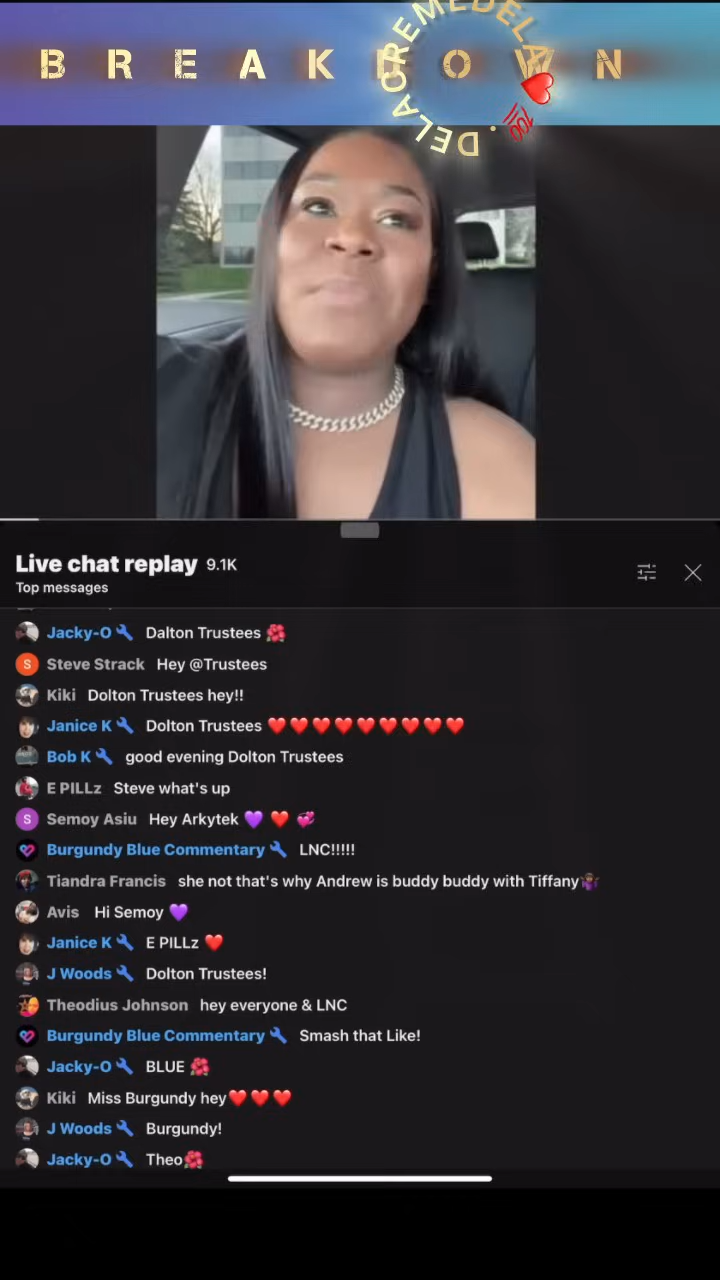 BREAKDOWN
DELACREMEDELA
💯.
Live chat replay 9.1K
Top messages
Jacky-O 🔧 Dalton Trustees 🌺
S Steve Strack Hey @Trustees
Kiki Dolton Trustees hey!!
Janice K 🔧 Dolton Trustees ❤️❤️❤️❤️❤️❤️❤️❤️❤️
Bob K 🔧 good evening Dolton Trustees
E PILLz Steve what's up
S Semoy Asiu Hey Arkytek 💜 ❤️ 💞
Burgundy Blue Commentary 🔧 LNC!!!!!
Tiandra Francis she not that's why Andrew is buddy buddy with Tiffany🤷🏾‍♀️
Avis Hi Semoy 💜
Janice K 🔧 E PILLz ❤️
J Woods 🔧 Dolton Trustees!
Theodius Johnson hey everyone & LNC
Burgundy Blue Commentary 🔧 Smash that Like!
Jacky-O 🔧 BLUE 🌺
Kiki Miss Burgundy hey❤️❤️❤️
J Woods 🔧 Burgundy!
Jacky-O 🔧 Theo🌺